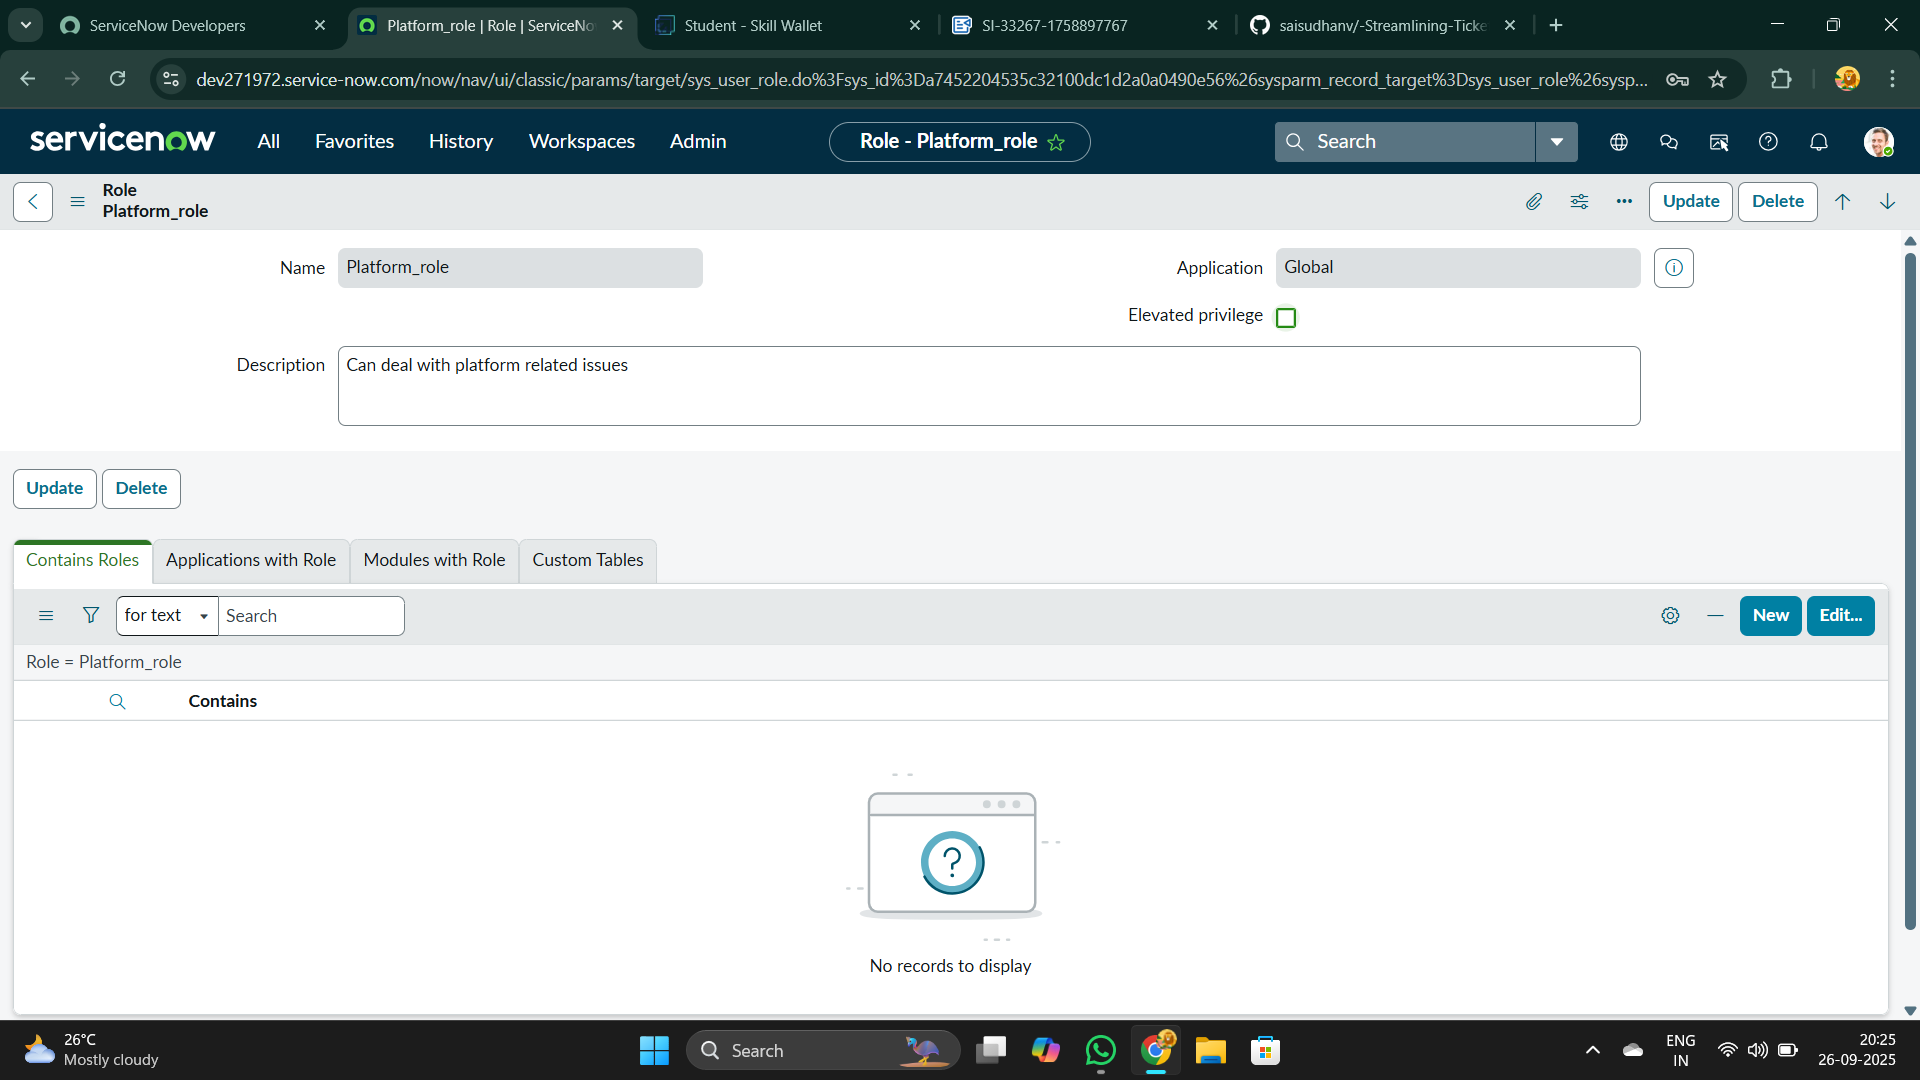 ServiceNow Developers
Platform_role | Role | ServiceNo
Student - Skill Wallet
SI-33267-1758897767
saisudhanv/-Streamlining-Ticke
dev271972.service-now.com/now/nav/ui/classic/params/target/sys_user_role.do%3Fsys_id%3Da7452204535c32100dc1d2a0a0490e56%26sysparm_record_target%3Dsys_user_role%26sysp...
servicenow
All
Favorites
History
Workspaces
Admin
Role - Platform_role
Search
Role
Platform_role
Update
Delete
Name
Platform_role
Application
Global
Elevated privilege
Description
Can deal with platform related issues
Update
Delete
Contains Roles
Applications with Role
Modules with Role
Custom Tables
for text
Search
New
Edit...
Role = Platform_role
Contains
?
No records to display
26°C
Mostly cloudy
Search
ENG
IN
20:25
26-09-2025